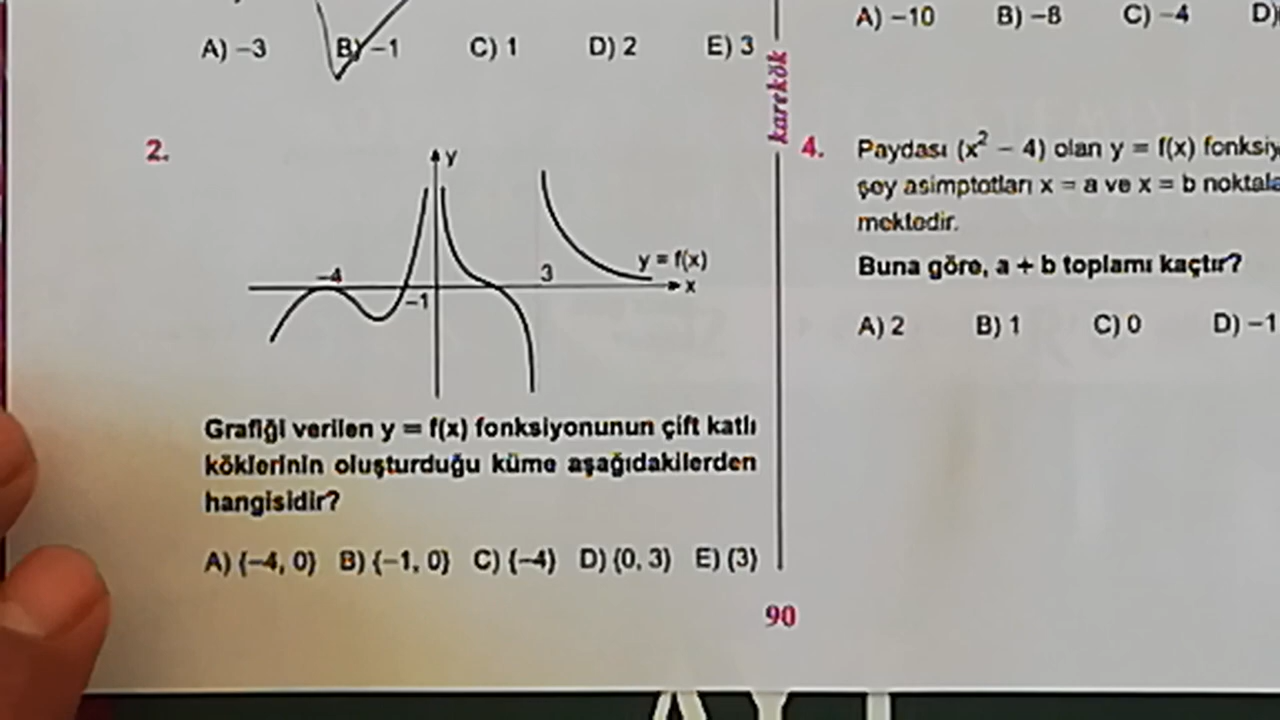 A) –3 B) –1 C) 1 D) 2 E) 3
2.
y
–4
–1
3
y = f(x)
x
Grafiği verilen y = f(x) fonksiyonunun çift katlı
köklerinin oluşturduğu küme aşağıdakilerden
hangisidir?
A) {–4, 0} B) {–1, 0} C) {–4} D) {0, 3} E) {3}
karekök
90
A) –10 B) –8 C) –4 D)
4. Paydası (x² – 4) olan y = f(x) fonksiy
şey asimptotları x = a ve x = b noktala
mektedir.
Buna göre, a + b toplamı kaçtır?
A) 2 B) 1 C) 0 D) –1